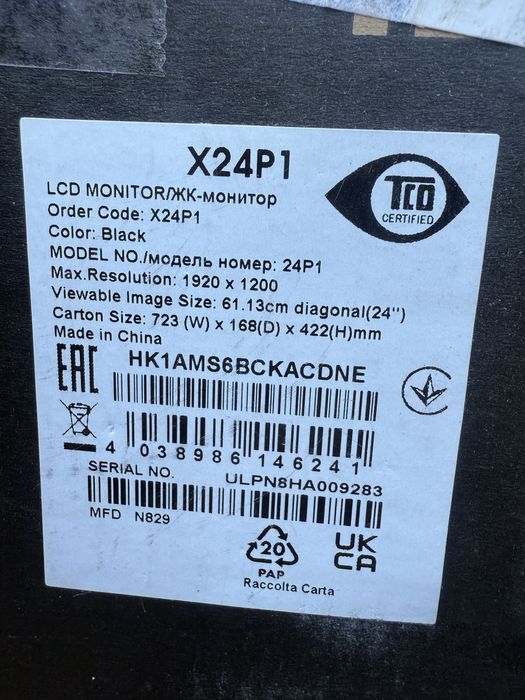 X24P1
TCO
CERTIFIED
LCD MONITOR/ЖК-монитор
Order Code: X24P1
Color: Black
MODEL NO./модель номер: 24P1
Max.Resolution: 1920 x 1200
Viewable Image Size: 61.13cm diagonal(24")
Carton Size: 723 (W) x 168(D) x 422(H)mm
Made in China
EAC
HK1AMS6BCKACDNE
4 038986 146241
SERIAL NO. ULPN8HA009283
MFD N829
20
PAP
Raccolta Carta
UK
CA